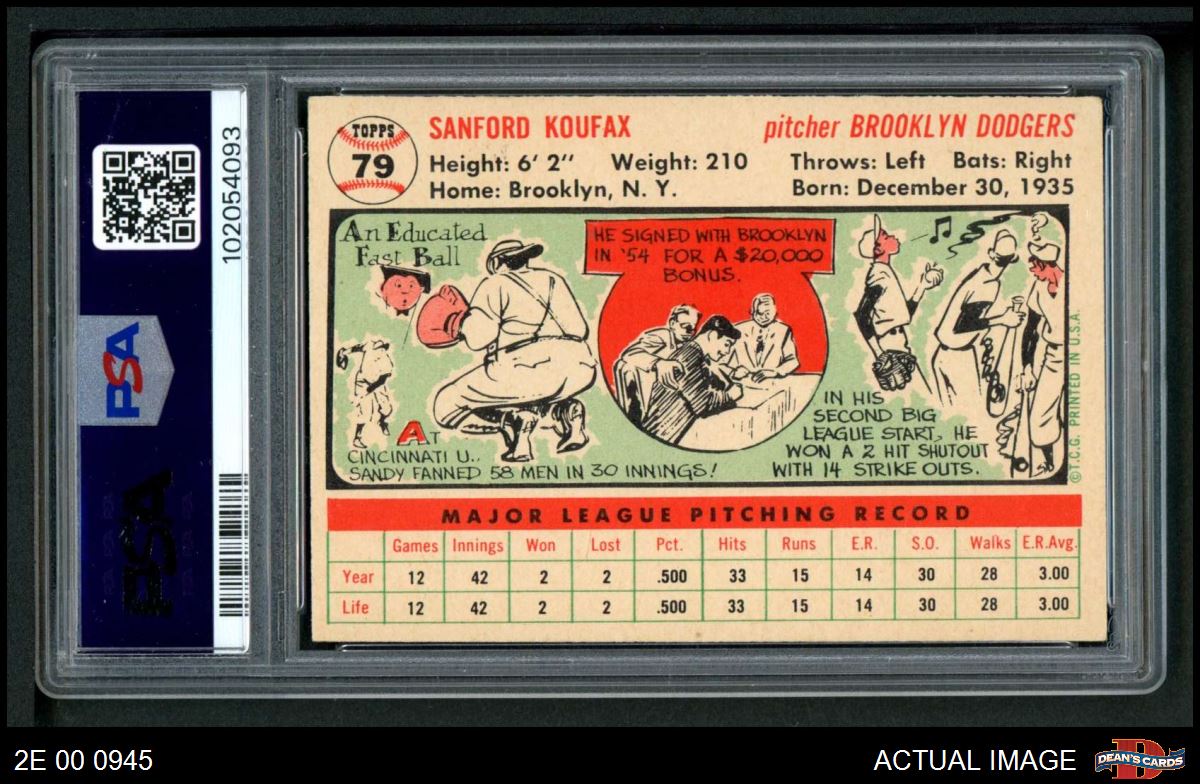 PSA
PSA
102054093
TOPPS
79
SANFORD KOUFAX
pitcher BROOKLYN DODGERS
Height: 6' 2" Weight: 210 Throws: Left Bats: Right
Home: Brooklyn, N. Y. Born: December 30, 1935
An Educated
Fast Ball
HE SIGNED WITH BROOKLYN
IN '54 FOR A $20,000
BONUS.
AT
CINCINNATI U.,
SANDY FANNED 58 MEN IN 30 INNINGS!
IN HIS
SECOND BIG
LEAGUE START, HE
WON A 2 HIT SHUTOUT
WITH 14 STRIKE OUTS.
©T.C.G. PRINTED IN U.S.A.
MAJOR LEAGUE PITCHING RECORD
Games Innings Won Lost Pct. Hits Runs E.R. S.O. Walks E.R.Avg.
Year 12 42 2 2 .500 33 15 14 30 28 3.00
Life 12 42 2 2 .500 33 15 14 30 28 3.00
2E 00 0945
ACTUAL IMAGE
D
DEAN'S CARDS